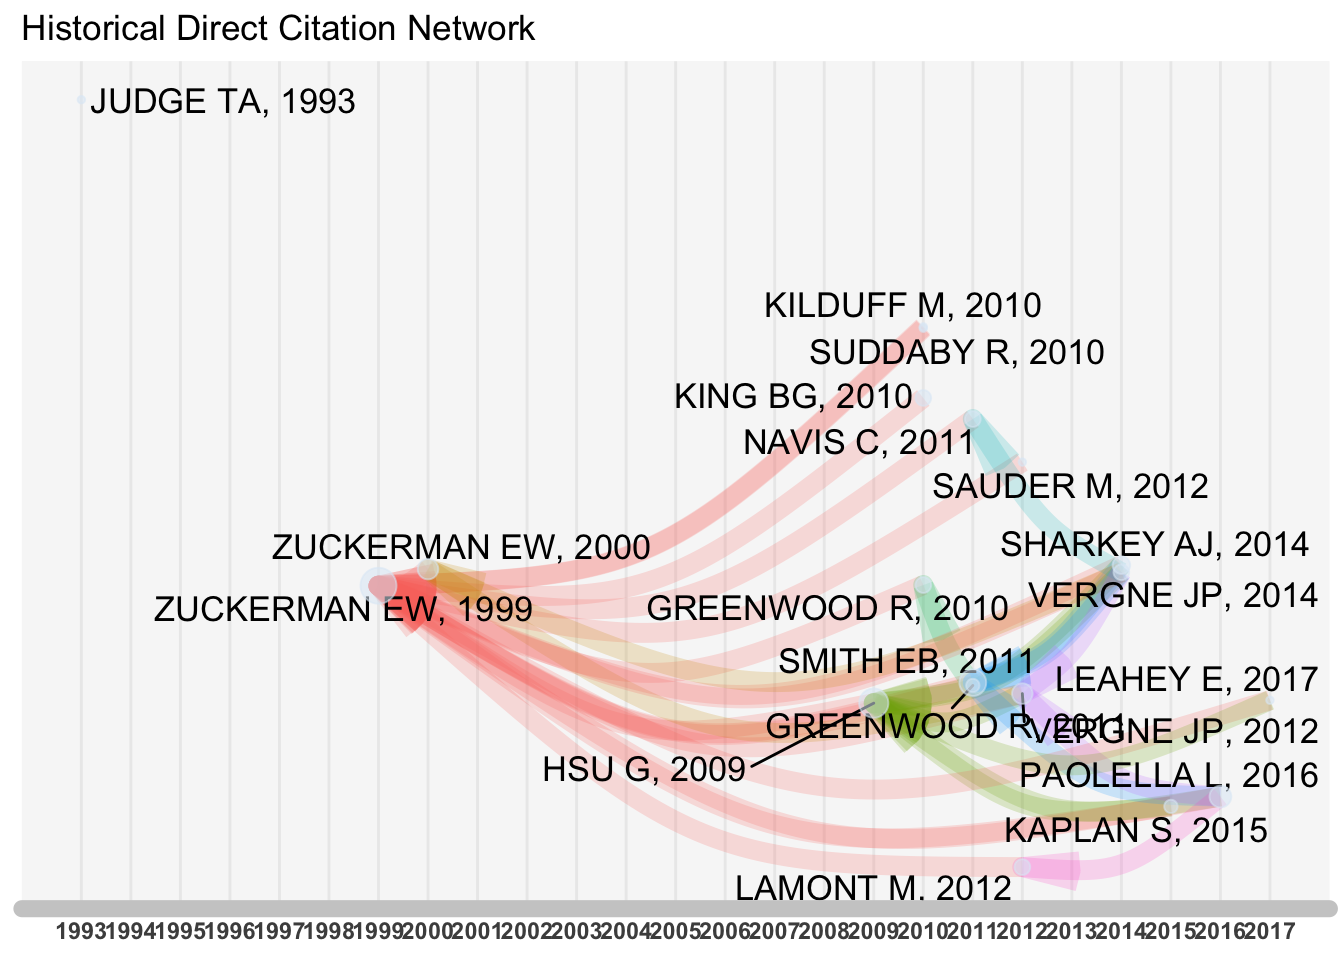 Historical Direct Citation Network
JUDGE TA, 1993
KILDUFF M, 2010
SUDDABY R, 2010
KING BG, 2010
NAVIS C, 2011
SAUDER M, 2012
ZUCKERMAN EW, 2000
SHARKEY AJ, 2014
VERGNE JP, 2014
ZUCKERMAN EW, 1999
GREENWOOD R, 2010
SMITH EB, 2011
LEAHEY E, 2017
GREENWOOD R, 2011
VERGNE JP, 2012
HSU G, 2009
PAOLELLA L, 2016
KAPLAN S, 2015
LAMONT M, 2012
1993 1994 1995 1996 1997 1998 1999 2000 2001 2002 2003 2004 2005 2006 2007 2008 2009 2010 2011 2012 2013 2014 2015 2016 2017